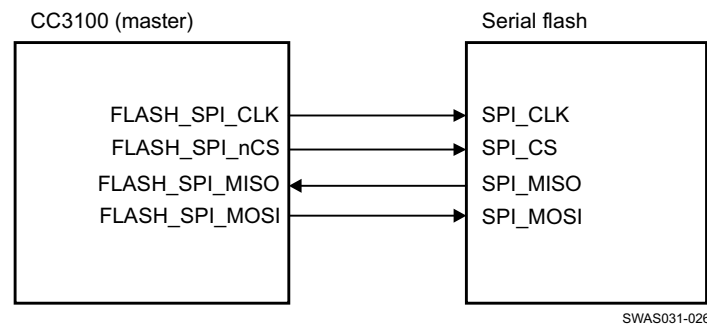 CC3100 (master)
Serial flash
FLASH_SPI_CLK
SPI_CLK
FLASH_SPI_nCS
SPI_CS
FLASH_SPI_MISO
SPI_MISO
FLASH_SPI_MOSI
SPI_MOSI
SWAS031-026